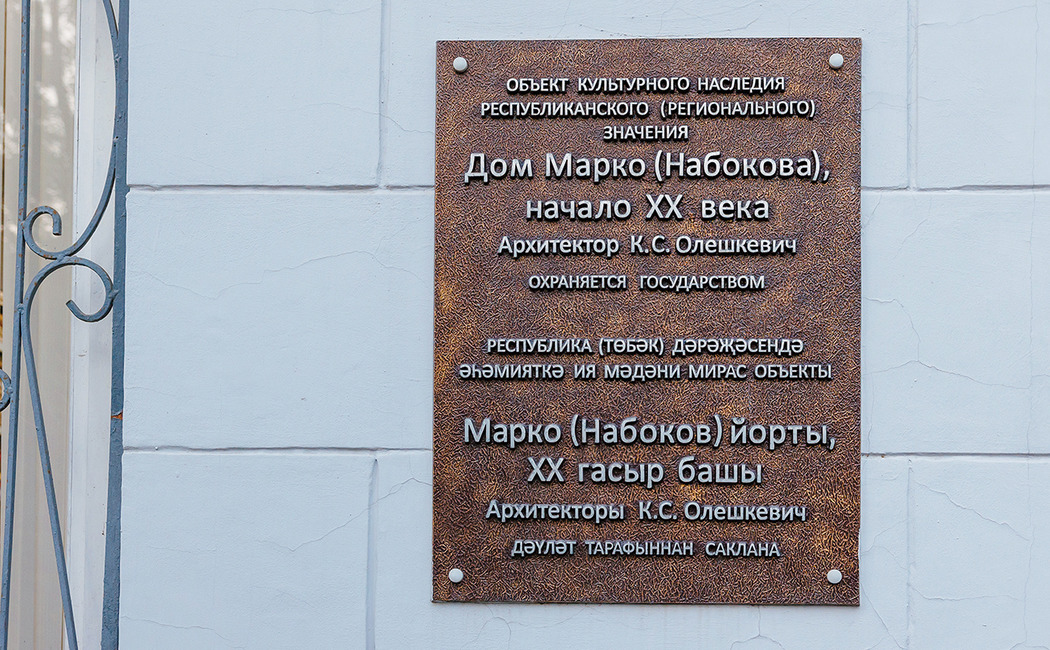 ОБЪЕКТ КУЛЬТУРНОГО НАСЛЕДИЯ
РЕСПУБЛИКАНСКОГО (РЕГИОНАЛЬНОГО)
ЗНАЧЕНИЯ
Дом Марко (Набокова),
начало XX века
Архитектор К.С. Олешкевич
ОХРАНЯЕТСЯ ГОСУДАРСТВОМ
РЕСПУБЛИКА (ТӨБӘК) ДӘРӘҖӘСЕНДӘ
ӘҺӘМИЯТКӘ ИЯ МӘДӘНИ МИРАС ОБЪЕКТЫ
Марко (Набоков) йорты,
XX гасыр башы
Архитекторы К.С. Олешкевич
ДӘҮЛӘТ ТАРАФЫННАН САКЛАНА